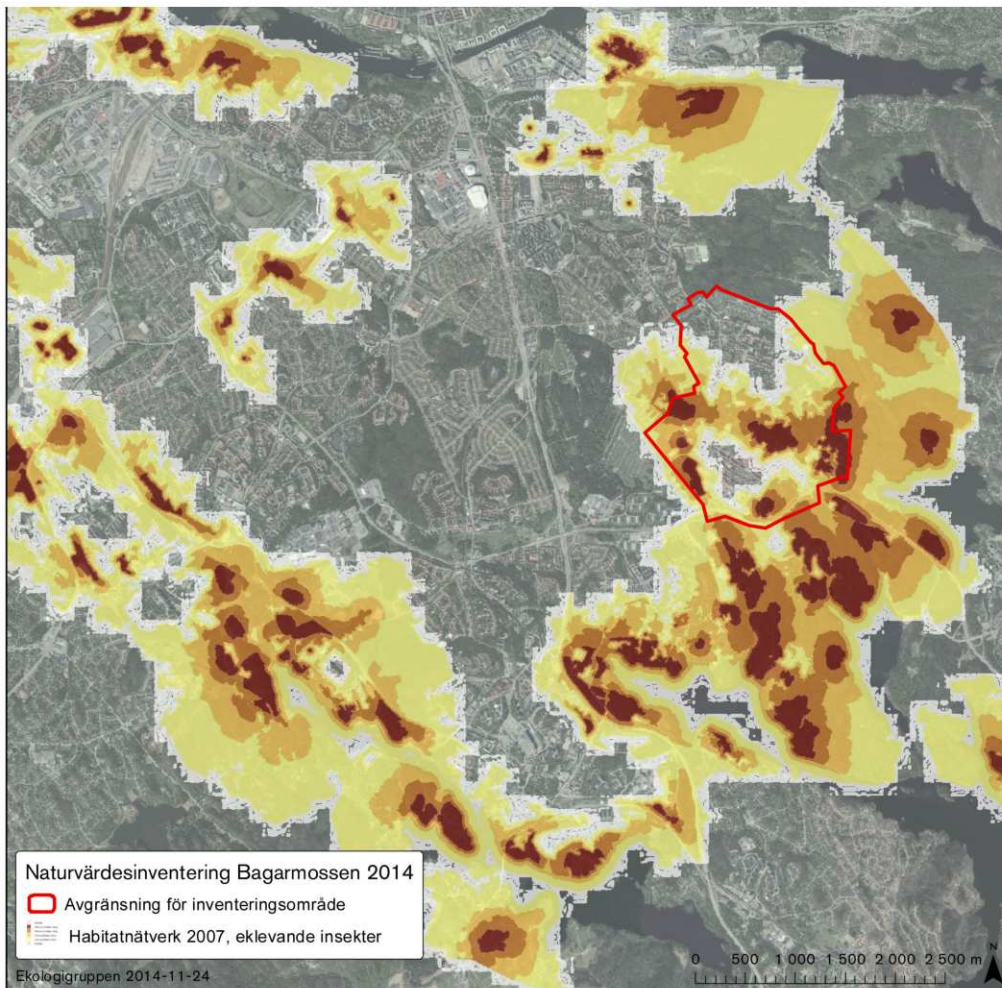 Naturvärdesinventering Bagarmossen 2014
Avgränsning för inventeringsområde
Habitatnätverk 2007, eklevande insekter
Ekologigruppen 2014-11-24
0 500 1 000 1 500 2 000 2 500 m
N